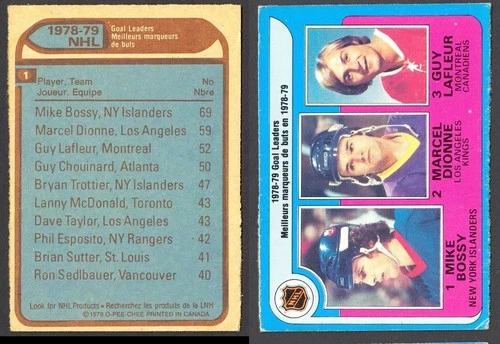 1978-79
NHL
Goal Leaders
Meilleurs marqueurs
de buts
1
Player, Team No
Joueur. Equipe Nbre
Mike Bossy, NY Islanders 69
Marcel Dionne, Los Angeles 59
Guy Lafleur, Montreal 52
Guy Chouinard, Atlanta 50
Bryan Trottier, NY Islanders 47
Lanny McDonald, Toronto 43
Dave Taylor, Los Angeles 43
Phil Esposito, NY Rangers 42
Brian Sutter, St. Louis 41
Ron Sedlbauer, Vancouver 40
Look for NHL Products • Recherchez les produits de la LNH
© 1979 O-PEE-CHEE PRINTED IN CANADA
1978-79 Goal Leaders
Meilleurs marqueurs de buts en 1978-79
NHL
1 MIKE
BOSSY
NEW YORK ISLANDERS
2 MARCEL
DIONNE
LOS ANGELES
KINGS
3 GUY
LAFLEUR
MONTREAL
CANADIENS